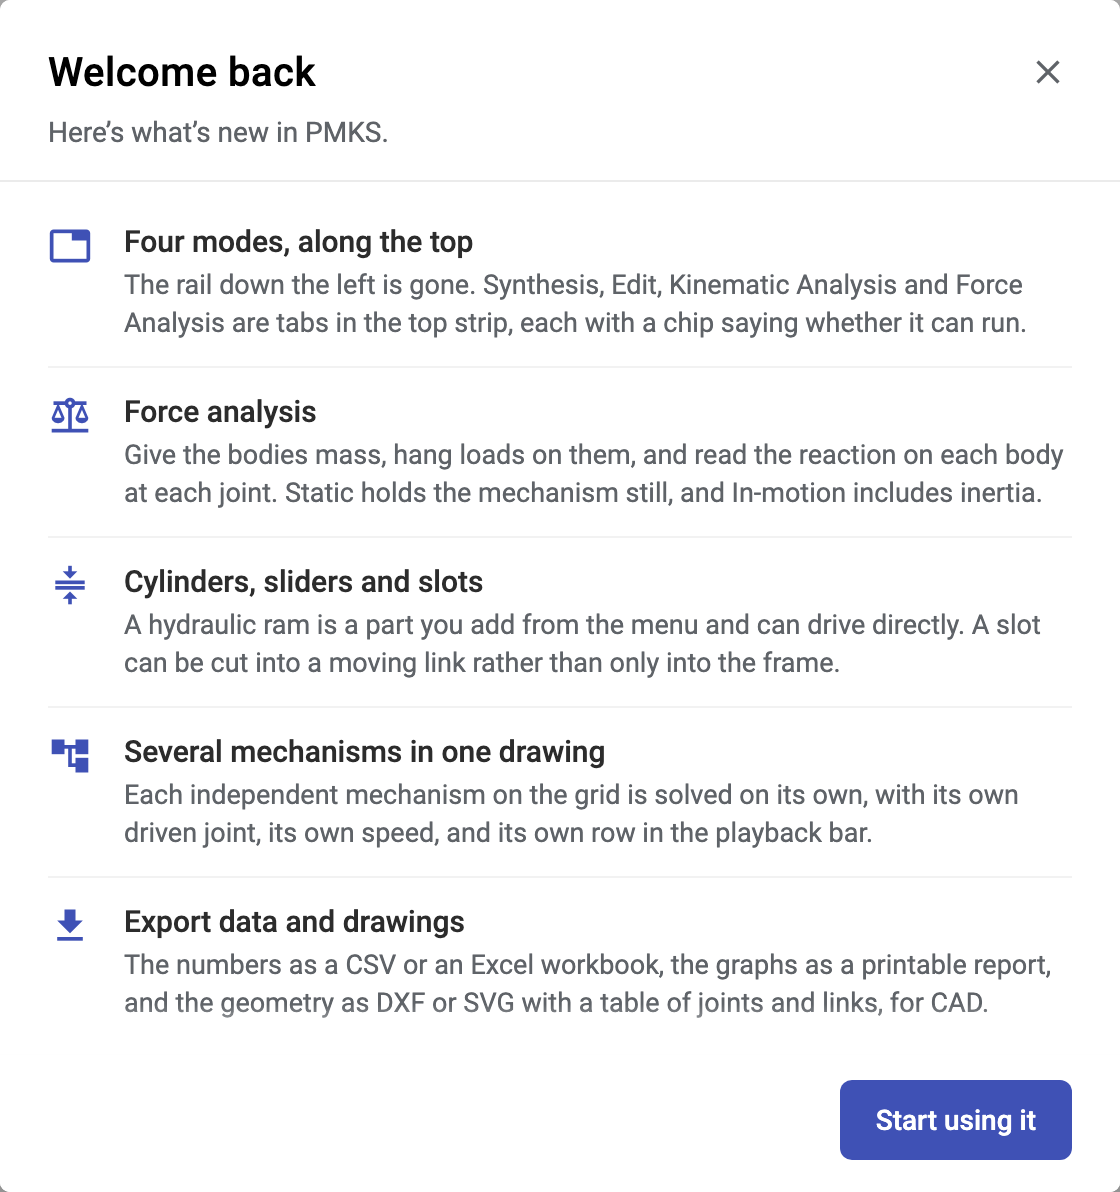 Welcome back
Here’s what’s new in PMKS.
Four modes, along the top
The rail down the left is gone. Synthesis, Edit, Kinematic Analysis and Force
Analysis are tabs in the top strip, each with a chip saying whether it can run.
Force analysis
Give the bodies mass, hang loads on them, and read the reaction on each body
at each joint. Static holds the mechanism still, and In-motion includes inertia.
Cylinders, sliders and slots
A hydraulic ram is a part you add from the menu and can drive directly. A slot
can be cut into a moving link rather than only into the frame.
Several mechanisms in one drawing
Each independent mechanism on the grid is solved on its own, with its own
driven joint, its own speed, and its own row in the playback bar.
Export data and drawings
The numbers as a CSV or an Excel workbook, the graphs as a printable report,
and the geometry as DXF or SVG with a table of joints and links, for CAD.
Start using it